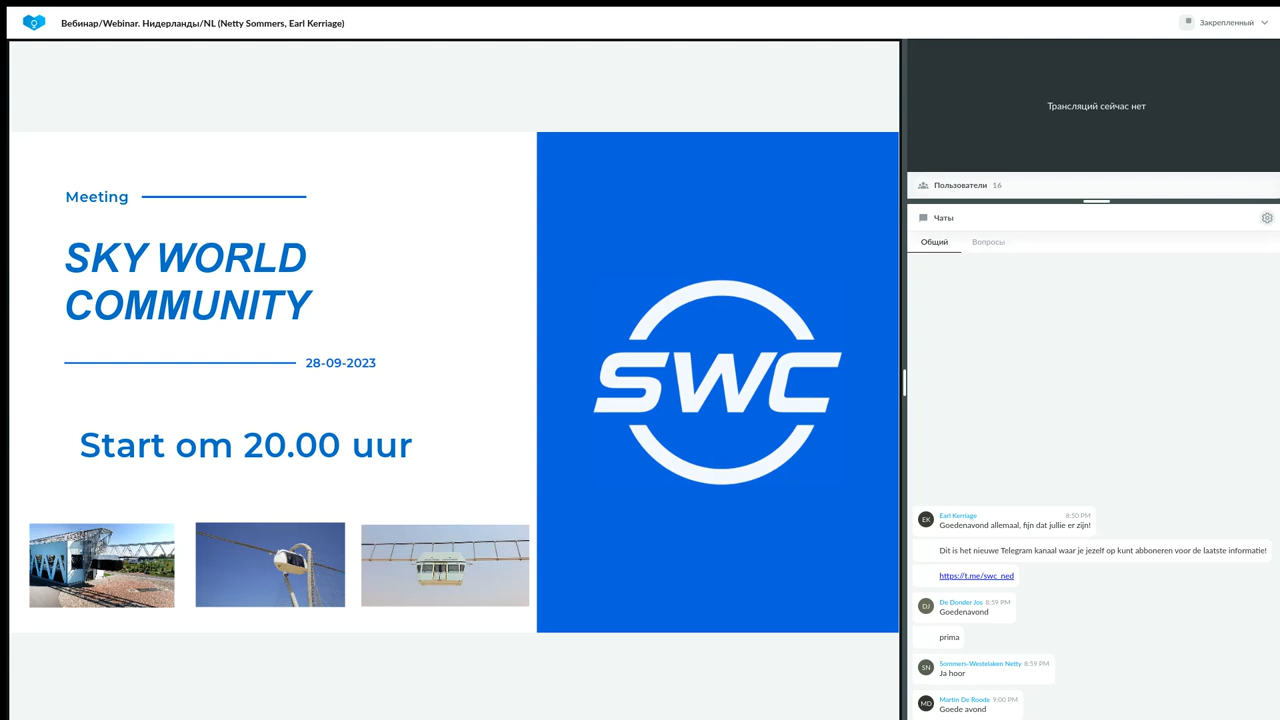 Вебинар/Webinar. Нидерланды/NL (Netty Sommers, Earl Kerriage)
Закрепленный
Meeting
SKY WORLD
COMMUNITY
28-09-2023
Start om 20.00 uur
SWC
Трансляций сейчас нет
Пользователи 16
Чаты
Общий Вопросы
EK
Earl Kerriage 8:50 PM
Goedenavond allemaal, fijn dat jullie er zijn!
Dit is het nieuwe Telegram kanaal waar je jezelf op kunt abboneren voor de laatste informatie!
https://t.me/swc_ned
DJ
De Donder Jos 8:59 PM
Goedenavond
prima
SN
Sommers-Westelaken Netty 8:59 PM
Ja hoor
MD
Martin De Roode 9:00 PM
Goede avond